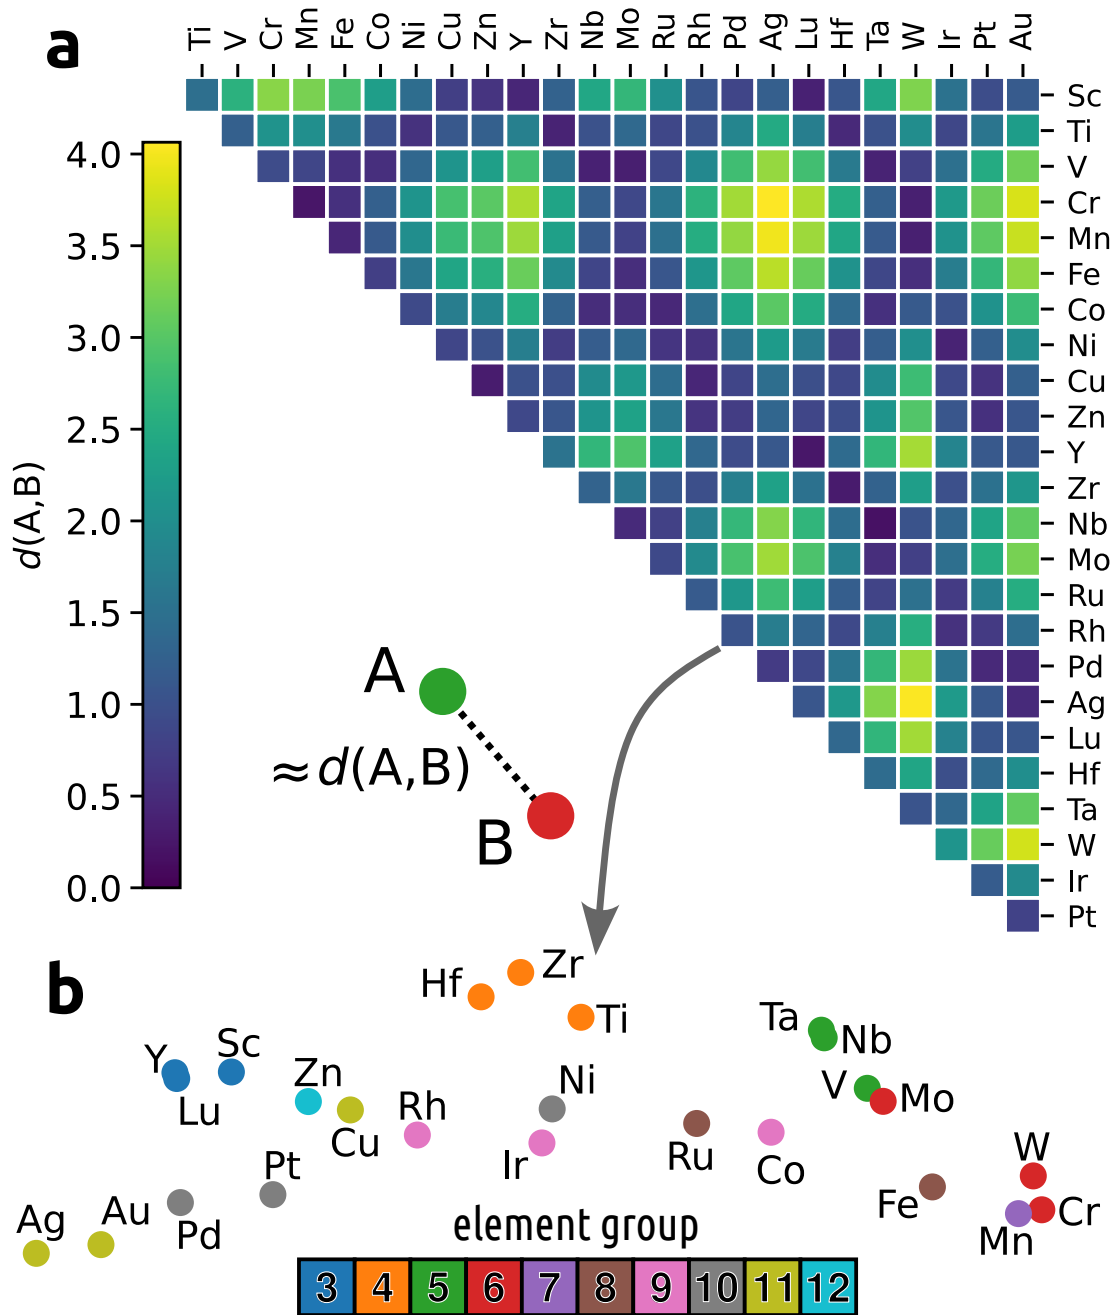 a
Ti V Cr Mn Fe Co Ni Cu Zn Y Zr Nb Mo Ru Rh Pd Ag Lu Hf Ta W Ir Pt Au
Sc
Ti
V
Cr
Mn
Fe
Co
Ni
Cu
Zn
Y
Zr
Nb
Mo
Ru
Rh
Pd
Ag
Lu
Hf
Ta
W
Ir
Pt
4.0
3.5
3.0
2.5
2.0
1.5
1.0
0.5
0.0
d(A,B)
A
≈d(A,B)
B
b
Hf Zr
Ti
Ta
Nb
Y Sc
Lu
Zn
Cu
Rh
Ni
Ir
V Mo
Ru
Co
Pt
W
Fe
Cr
Mn
Ag Au
Pd
element group
3 4 5 6 7 8 9 10 11 12